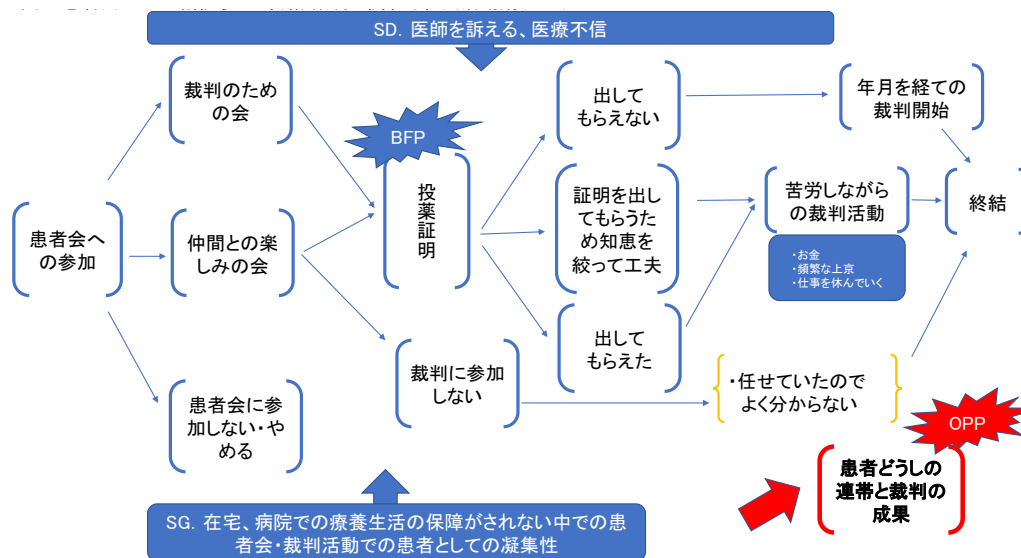 SD．医師を訴える、医療不信
裁判のため
の会
出して
もらえない
年月を経ての
裁判開始
BFP
投薬証明
患者会へ
の参加
仲間との楽
しみの会
証明を出し
てもらうた
め知恵を
絞って工夫
苦労しながら
の裁判活動
終結
・お金
・頻繁な上京
・仕事を休んでいく
出して
もらえた
裁判に参加
しない
・任せていたので
よく分からない
患者会に参
加しない・や
める
OPP
患者どうしの
連帯と裁判の
成果
SG．在宅、病院での療養生活の保障がされない中での患
者会・裁判活動での患者としての凝集性